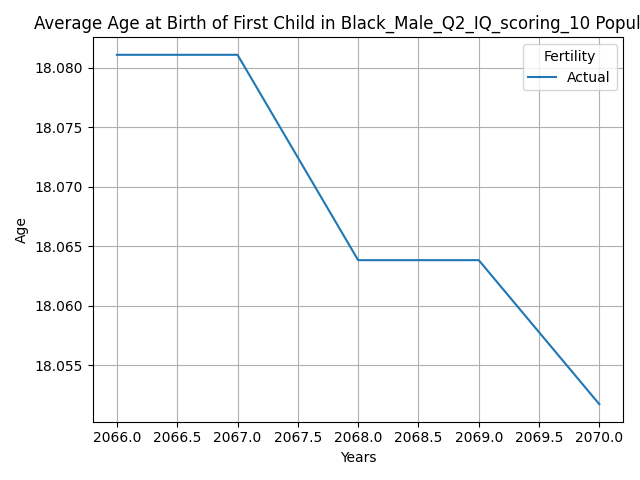 Average Age at Birth of First Child in Black_Male_Q2_IQ_scoring_10 Popul
Fertility
Actual
18.080
18.075
18.070
18.065
18.060
18.055
Age
2066.0 2066.5 2067.0 2067.5 2068.0 2068.5 2069.0 2069.5 2070.0
Years